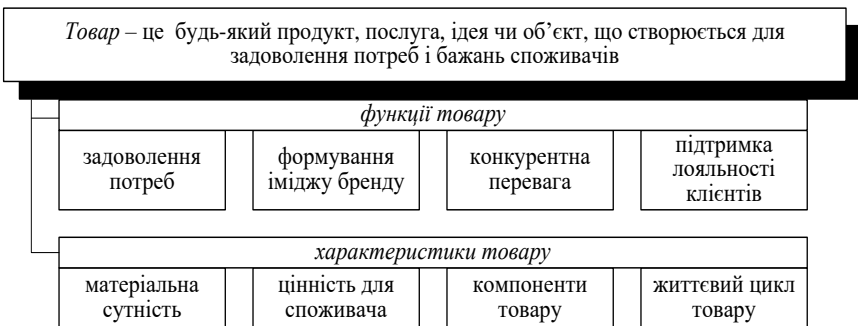 Товар – це будь-який продукт, послуга, ідея чи об’єкт, що створюється для
задоволення потреб і бажань споживачів
функції товару
задоволення
потреб
формування
іміджу бренду
конкурентна
перевага
підтримка
лояльності
клієнтів
характеристики товару
матеріальна
сутність
цінність для
споживача
компоненти
товару
життєвий цикл
товару